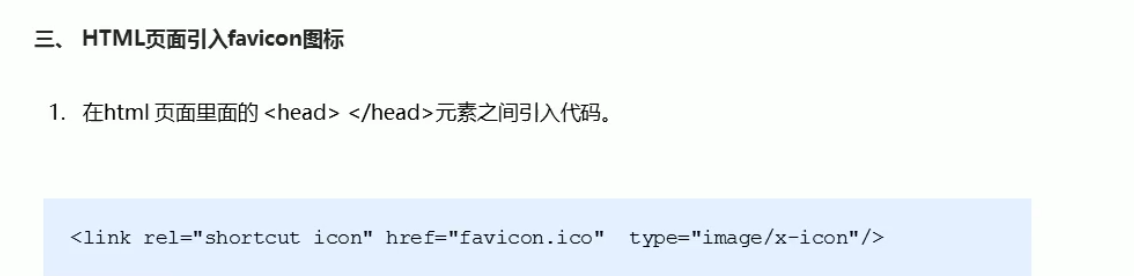 三、 HTML页面引入favicon图标
1. 在html 页面里面的 <head> </head>元素之间引入代码。
<link rel="shortcut icon" href="favicon.ico"  type="image/x-icon"/>